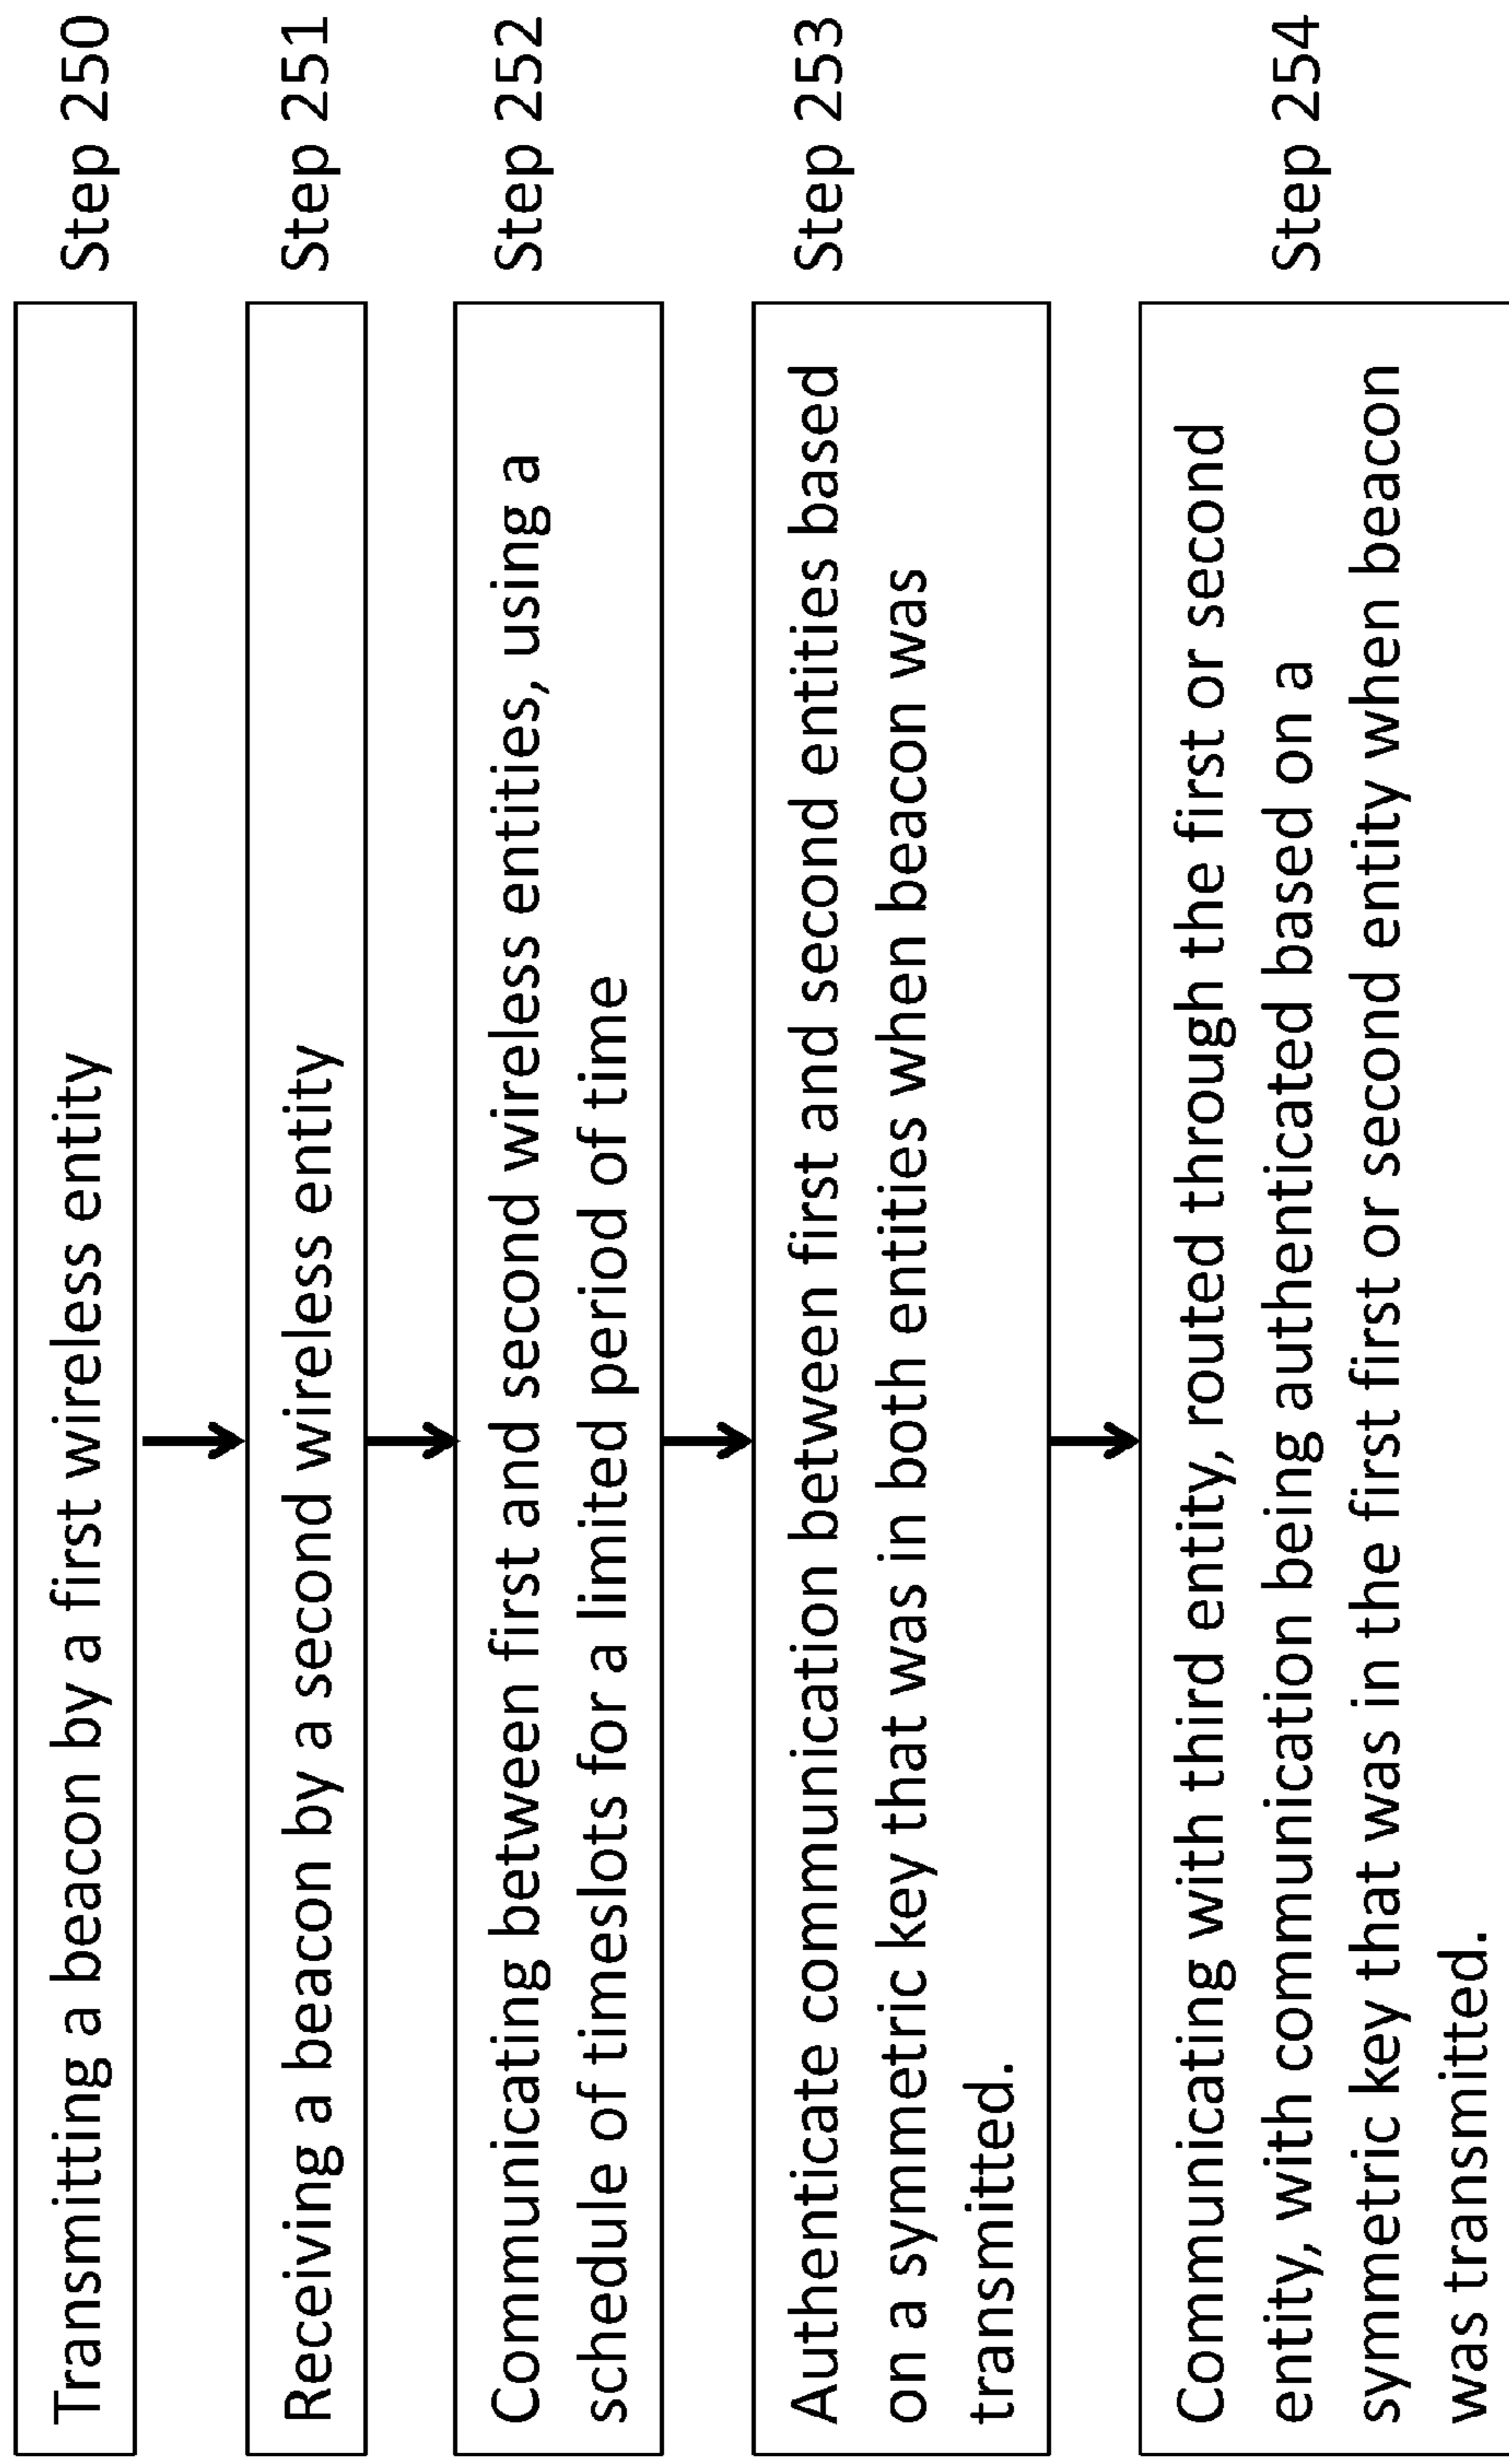 Transmitting a beacon by a first wireless entity
Step 250
Receiving a beacon by a second wireless entity
Step 251
Communicating between first and second wireless entities, using a
schedule of timeslots for a limited period of time
Step 252
Authenticate communication between first and second entities based
on a symmetric key that was in both entities when beacon was
transmitted.
Step 253
Communicating with third entity, routed through the first or second
entity, with communication being authenticated based on a
symmetric key that was in the first first or second entity when beacon
was transmitted.
Step 254